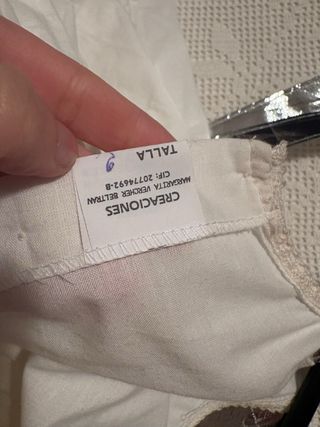 CREACIONES
MARGARITA VERCHER BELTRAN
CIF: 20774692-B
TALLA